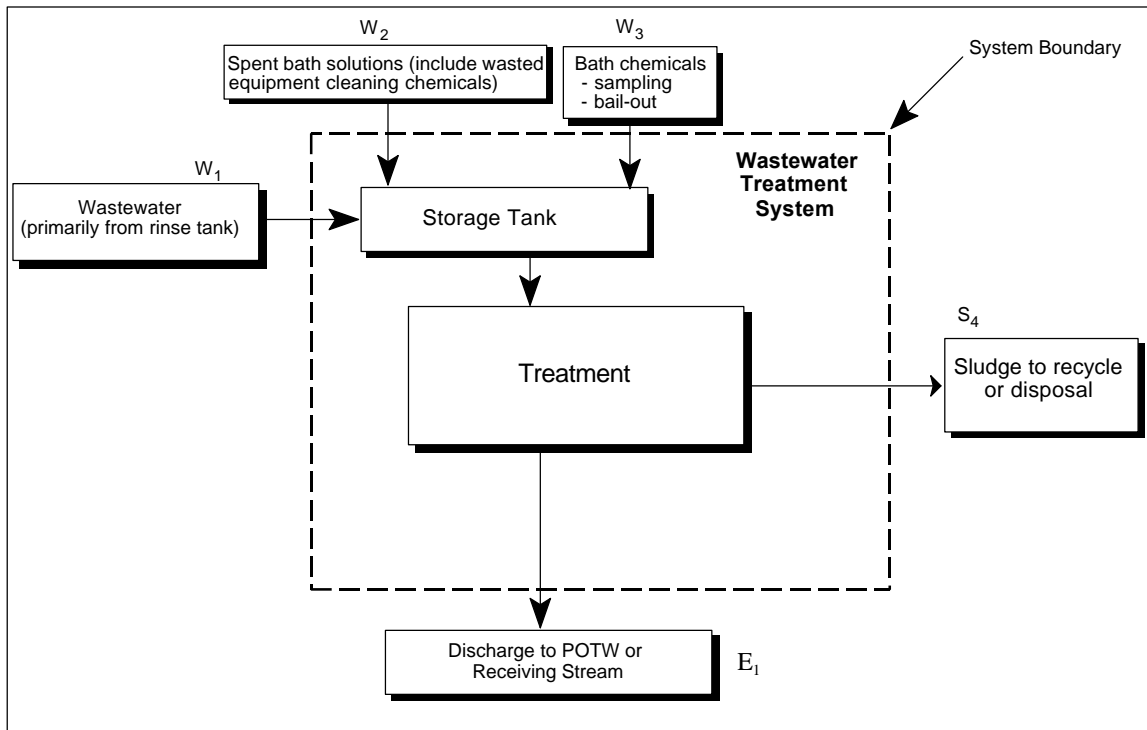 W2
Spent bath solutions (include wasted
equipment cleaning chemicals)
W3
Bath chemicals
- sampling
- bail-out
System Boundary
Wastewater
Treatment
System
W1
Wastewater
(primarily from rinse tank)
Storage Tank
Treatment
S4
Sludge to recycle
or disposal
Discharge to POTW or
Receiving Stream
E1